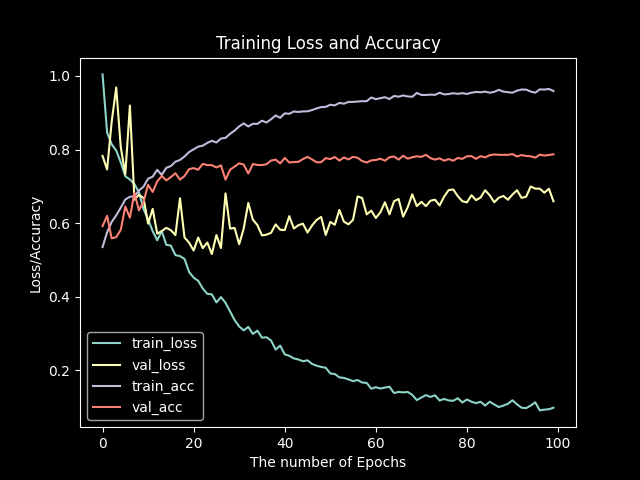 Training Loss and Accuracy
Loss/Accuracy
1.0
0.8
0.6
0.4
0.2
train_loss
val_loss
train_acc
val_acc
0 20 40 60 80 100
The number of Epochs